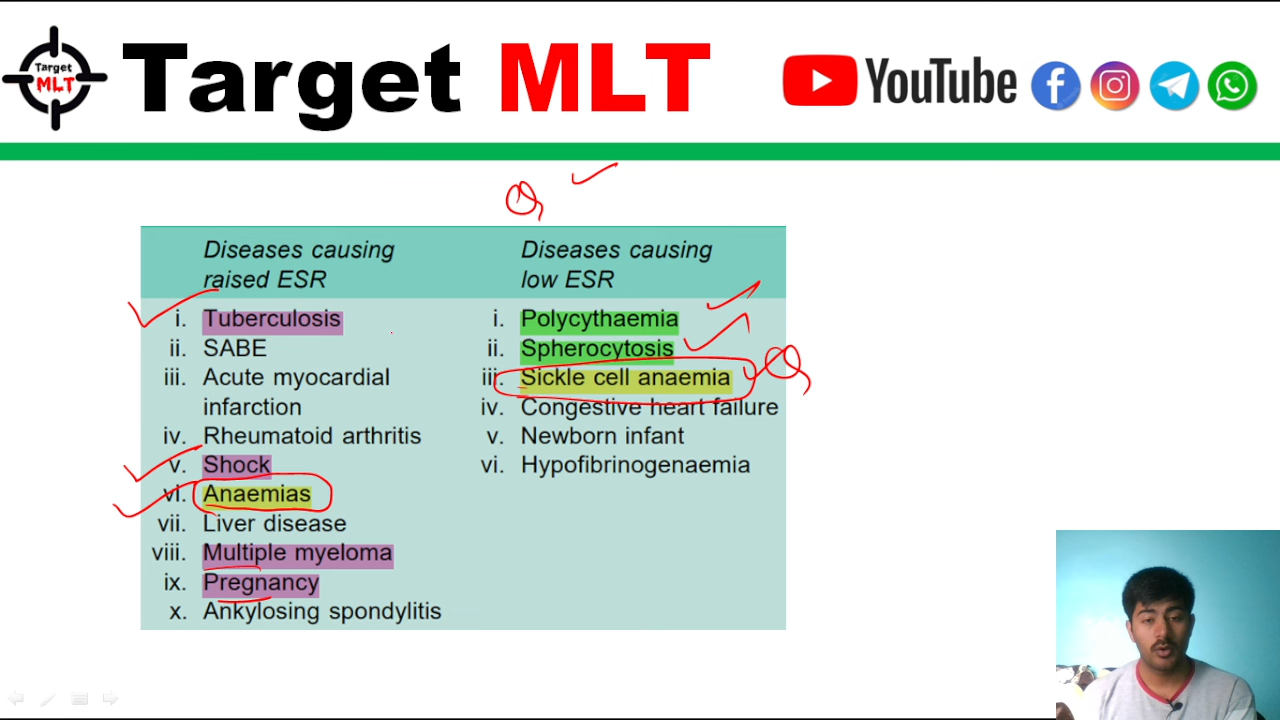 Target
MLT
Target MLT
YouTube
Diseases causing
raised ESR
i. Tuberculosis
ii. SABE
iii. Acute myocardial
infarction
iv. Rheumatoid arthritis
v. Shock
vi. Anaemias
vii. Liver disease
viii. Multiple myeloma
ix. Pregnancy
x. Ankylosing spondylitis
Diseases causing
low ESR
i. Polycythaemia
ii. Spherocytosis
iii. Sickle cell anaemia
iv. Congestive heart failure
v. Newborn infant
vi. Hypofibrinogenaemia